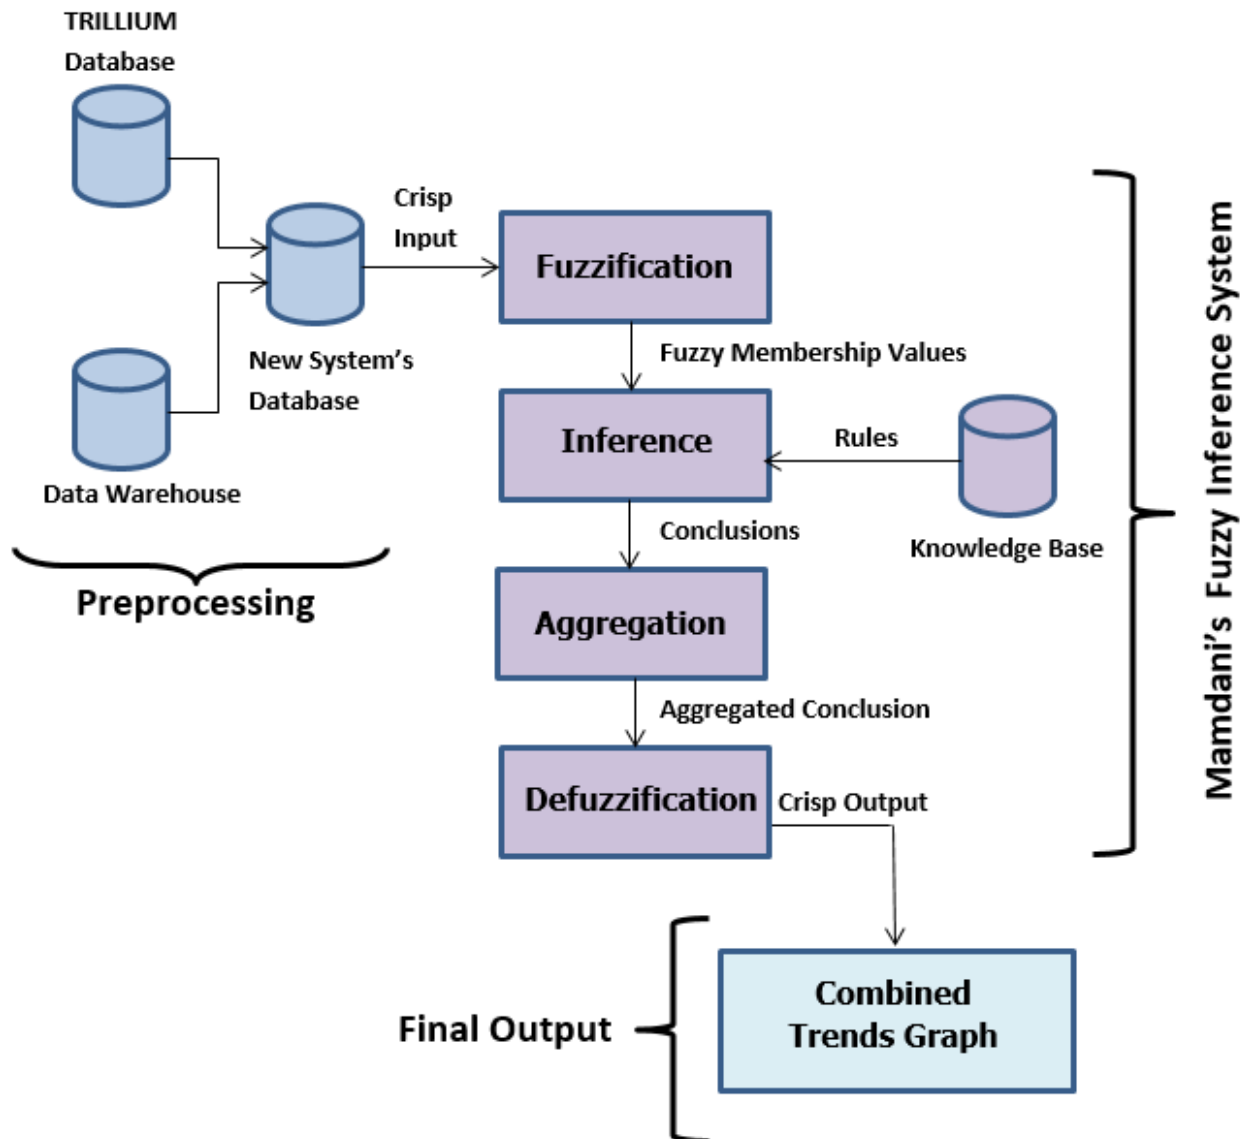 TRILLIUM
Database
Crisp
Input
Fuzzification
New System's
Database
Fuzzy Membership Values
Data Warehouse
Inference
Rules
Knowledge Base
Conclusions
Preprocessing
Aggregation
Aggregated Conclusion
Defuzzification
Crisp Output
Mamdani's Fuzzy Inference System
Final Output
Combined
Trends Graph